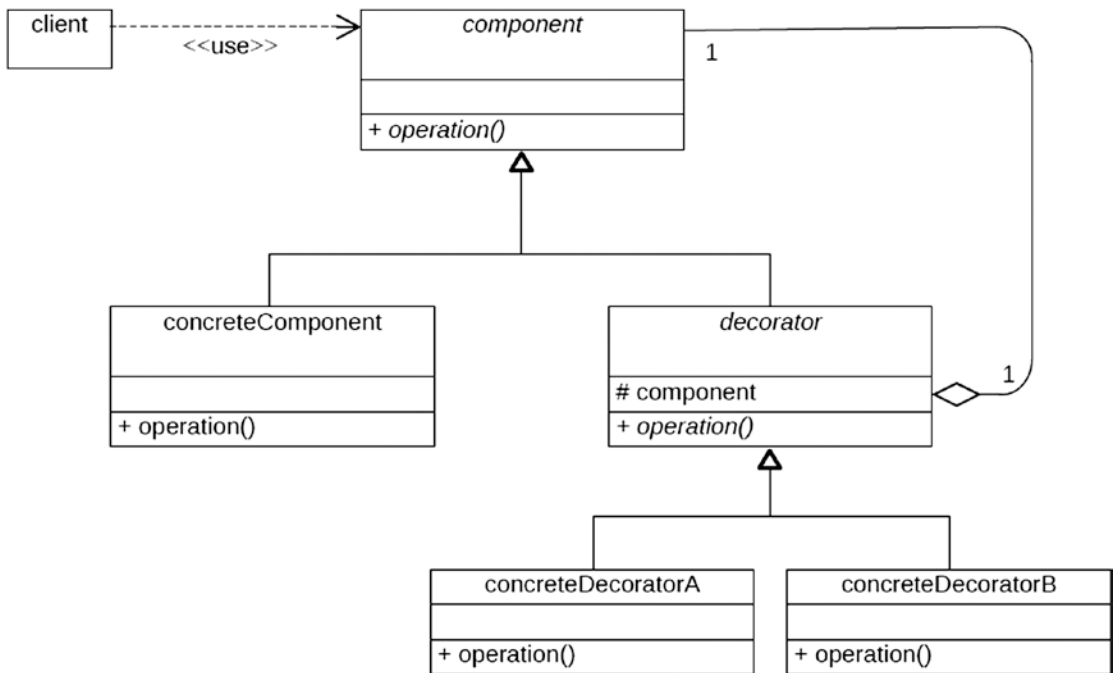 client
<<use>>
component
1
+ operation()
concreteComponent
+ operation()
decorator
# component
1
+ operation()
concreteDecoratorA
+ operation()
concreteDecoratorB
+ operation()